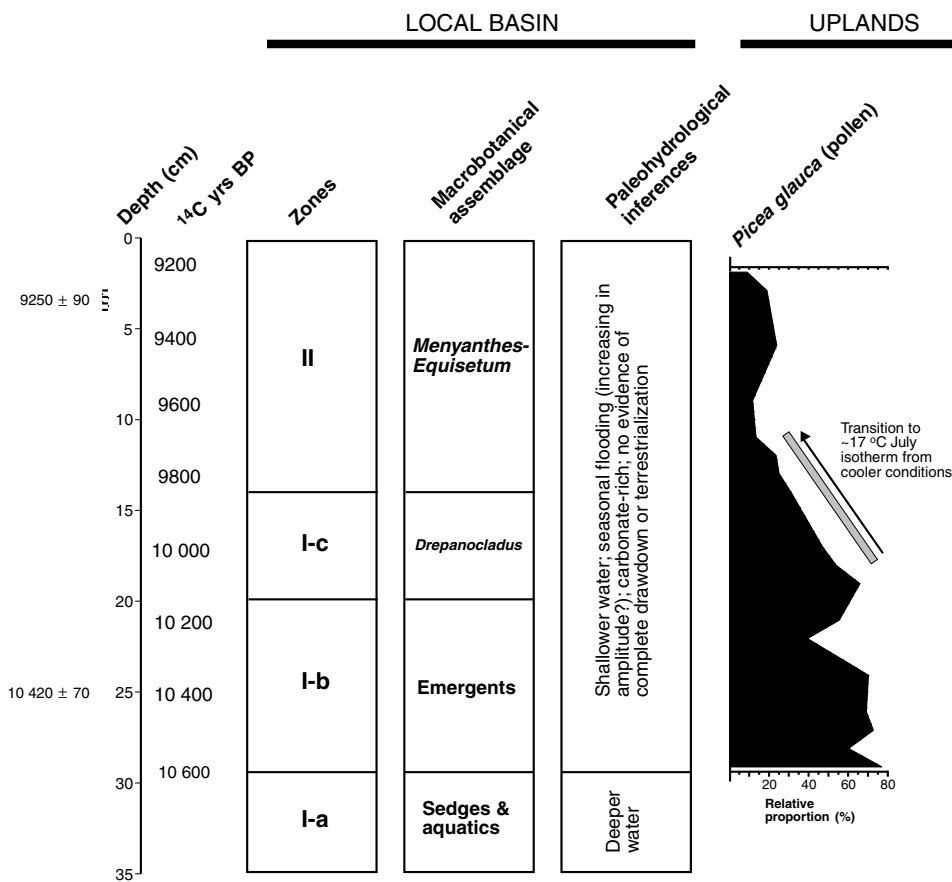 LOCAL BASIN
UPLANDS
Depth (cm)
14C yrs BP
Zones
Macrobotanical
assemblage
Paleohydrological
inferences
Picea glauca (pollen)
0
5
10
15
20
25
30
35
9250 ± 90
10 420 ± 70
9200
9400
9600
9800
10 000
10 200
10 400
10 600
II
I-c
I-b
I-a
Menyanthes-
Equisetum
Drepanocladus
Emergents
Sedges &
aquatics
Shallower water; seasonal flooding (increasing in
amplitude?); carbonate-rich; no evidence of
complete drawdown or terrestrialization
Deeper
water
Transition to
~17 ºC July
isotherm from
cooler conditions
20 40 60 80
Relative
proportion (%)